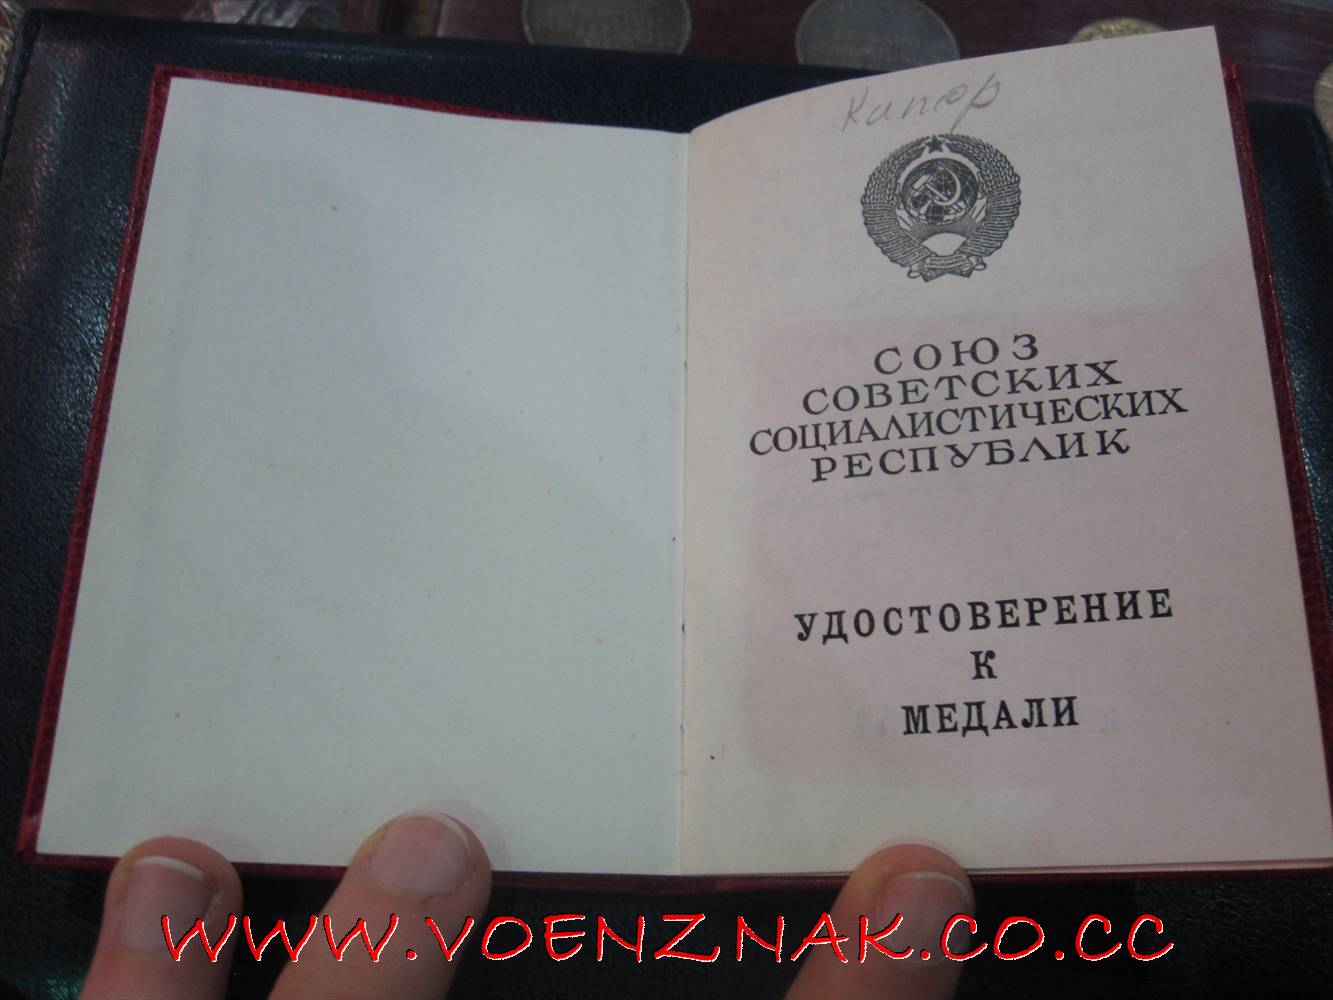 Капюр
СОЮЗ
СОВЕТСКИХ
СОЦИАЛИСТИЧЕСКИХ
РЕСПУБЛИК
УДОСТОВЕРЕНИЕ
К
МЕДАЛИ
WWW.VOENZNAK.CO.CC